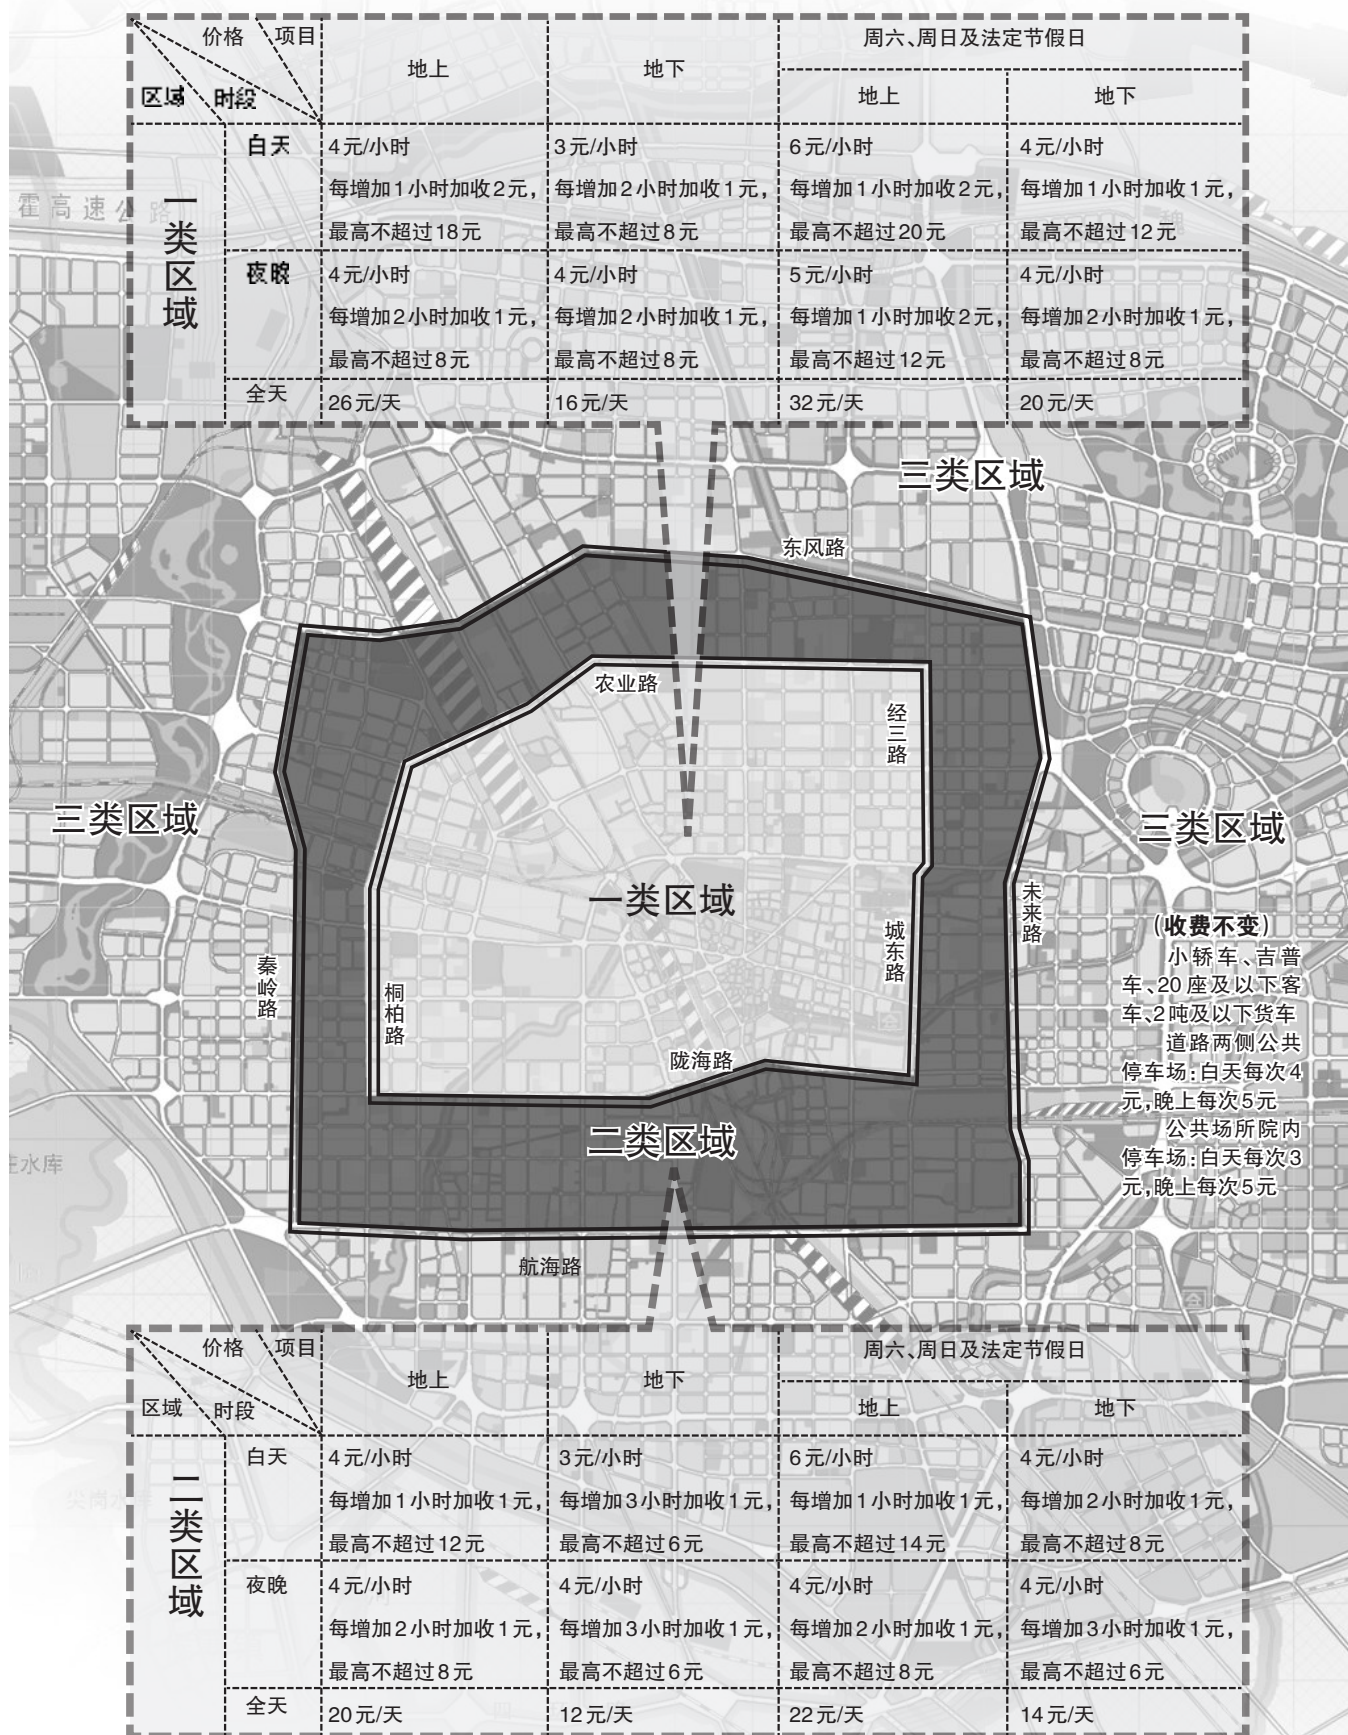 价格 项目
周六、周日及法定节假日
地上
地下
地上
地下
区域 时段
白天
4元/小时
每增加1小时加收2元,
最高不超过18元
3元/小时
每增加2小时加收1元,
最高不超过8元
6元/小时
每增加1小时加收2元,
最高不超过20元
4元/小时
每增加1小时加收1元,
最高不超过12元
霍高速公路
一类区域
夜晚
4元/小时
每增加2小时加收1元,
最高不超过8元
4元/小时
每增加2小时加收1元,
最高不超过8元
5元/小时
每增加1小时加收2元,
最高不超过12元
4元/小时
每增加2小时加收1元,
最高不超过8元
全天
26元/天
16元/天
32元/天
20元/天
三类区域
东风路
农业路
经三路
三类区域
三类区域
一类区域
未来路
城东路
秦岭路
桐柏路
陇海路
二类区域
航海路
(收费不变)
小轿车、吉普
车、20座及以下客
车、2吨及以下货车
道路两侧公共
停车场:白天每次4
元,晚上每次5元
公共场所院内
停车场:白天每次3
元,晚上每次5元
水库
价格 项目
周六、周日及法定节假日
地上
地下
地上
地下
区域 时段
二类区域
白天
4元/小时
每增加1小时加收1元,
最高不超过12元
3元/小时
每增加3小时加收1元,
最高不超过6元
6元/小时
每增加1小时加收1元,
最高不超过14元
4元/小时
每增加2小时加收1元,
最高不超过8元
尖岗水库
夜晚
4元/小时
每增加2小时加收1元,
最高不超过8元
4元/小时
每增加3小时加收1元,
最高不超过6元
4元/小时
每增加2小时加收1元,
最高不超过8元
4元/小时
每增加3小时加收1元,
最高不超过6元
全天
20元/天
12元/天
22元/天
14元/天